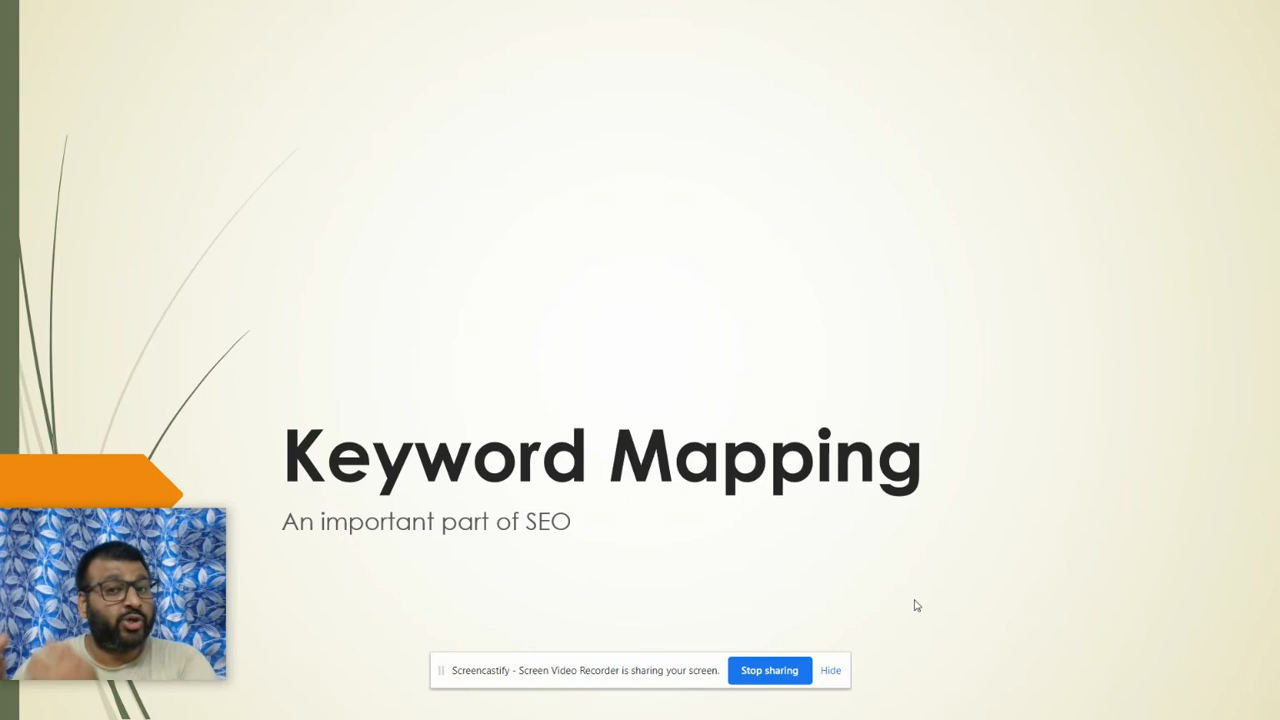 Keyword Mapping
An important part of SEO
Screencastify - Screen Video Recorder is sharing your screen. Stop sharing Hide